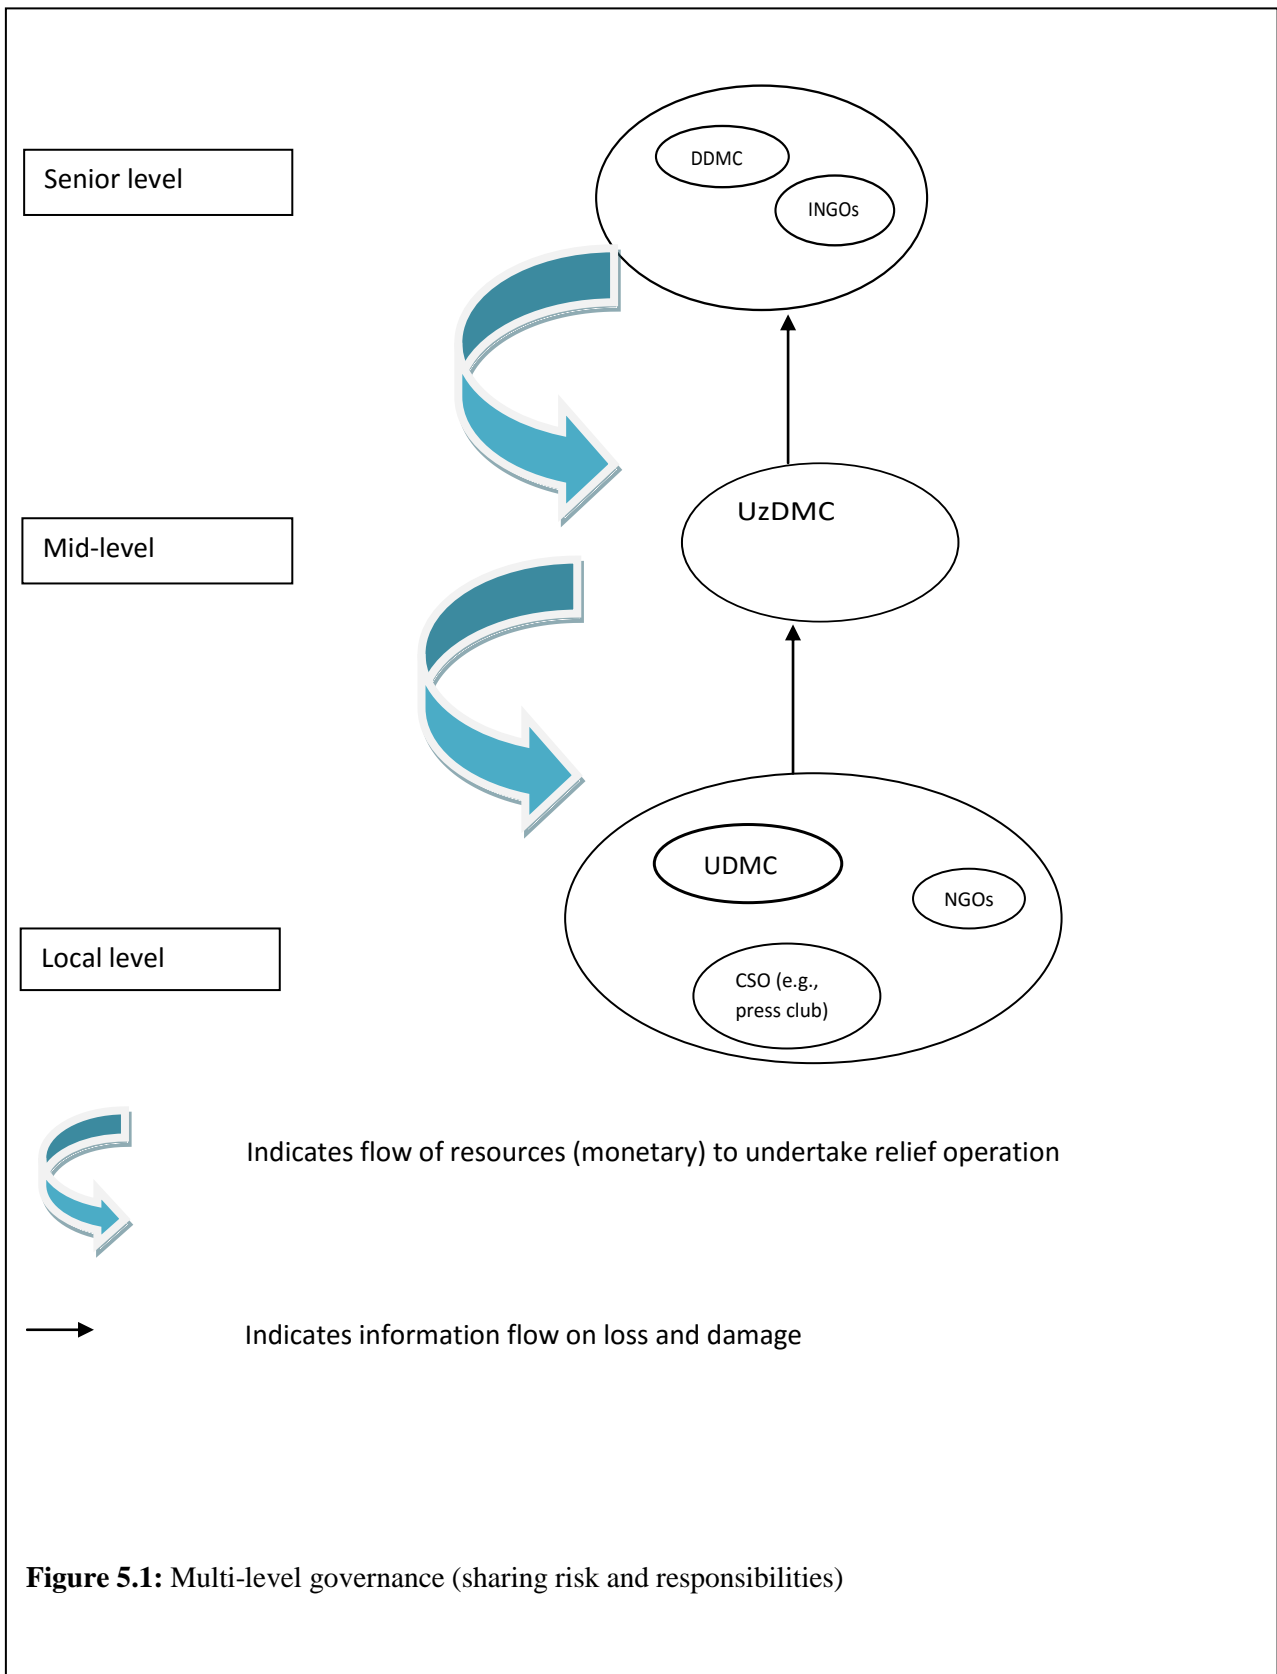 Senior level
DDMC
INGOs
Mid-level
UzDMC
Local level
UDMC
NGOs
CSO (e.g.,
press club)
Indicates flow of resources (monetary) to undertake relief operation
Indicates information flow on loss and damage
Figure 5.1: Multi-level governance (sharing risk and responsibilities)